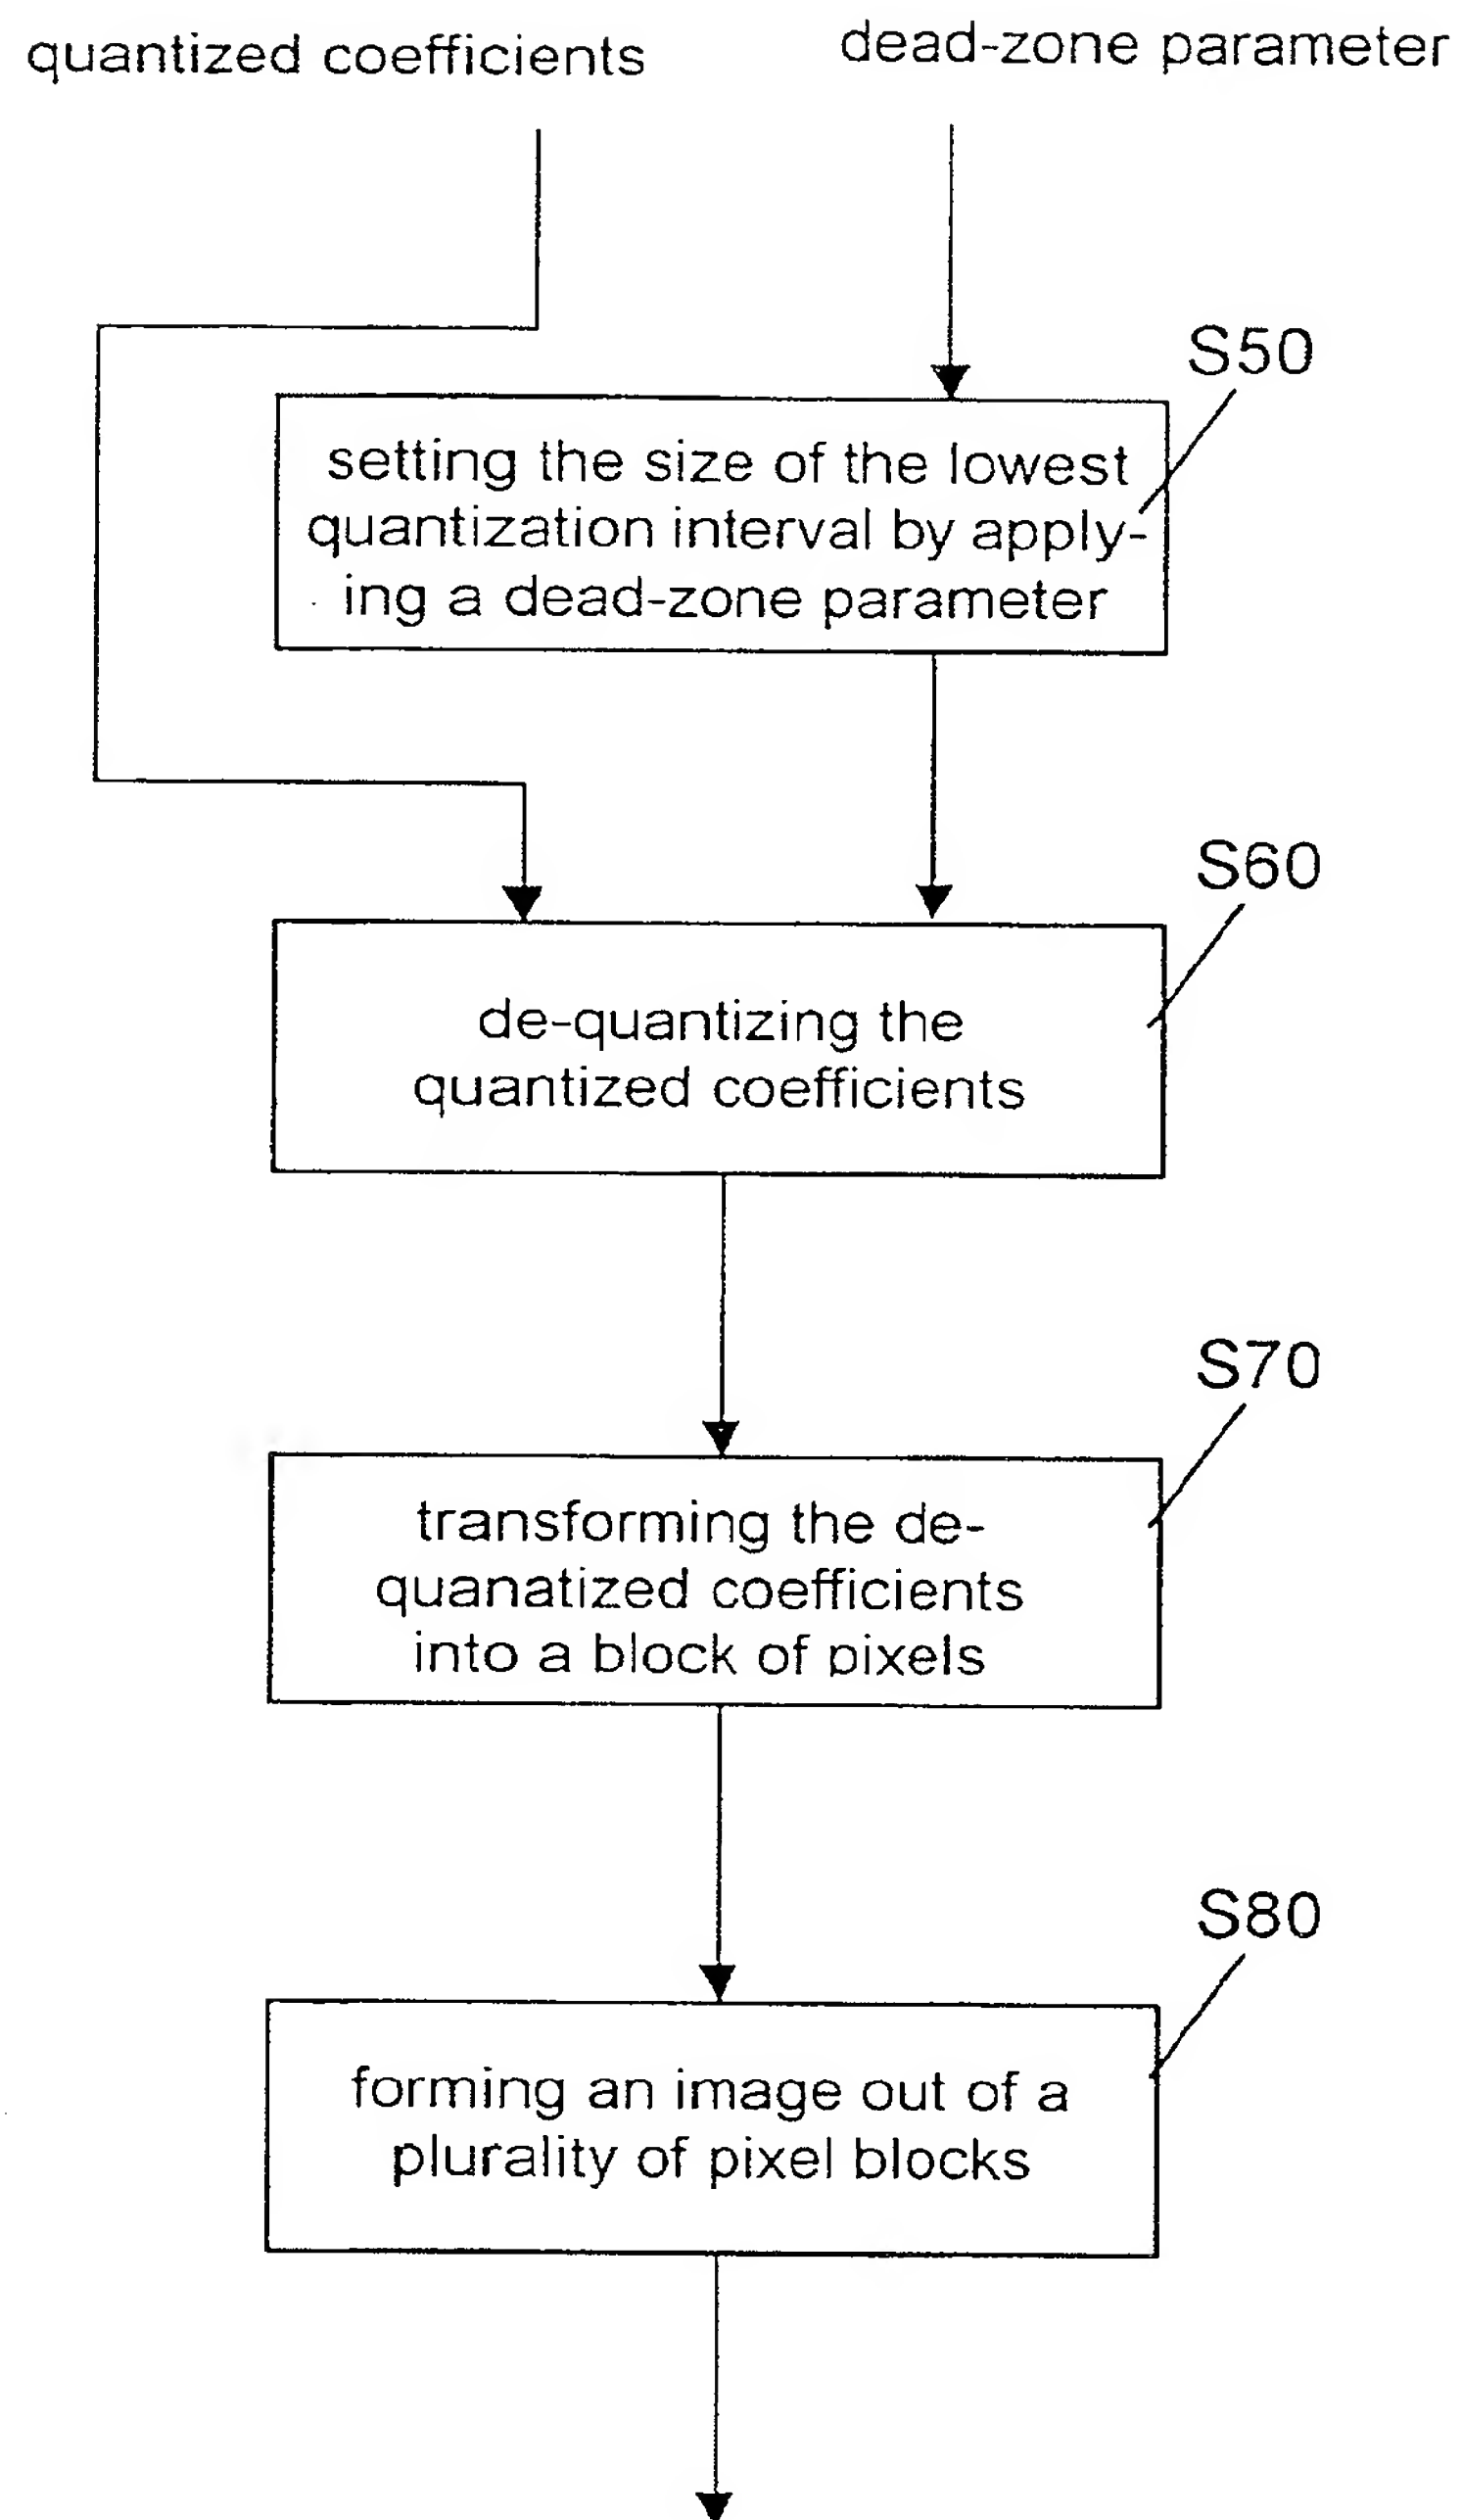 quantized coefficients
dead-zone parameter
S50
setting the size of the lowest
quantization interval by apply-
ing a dead-zone parameter
S60
de-quantizing the
quantized coefficients
S70
transforming the de-
quanatized coefficients
into a block of pixels
S80
forming an image out of a
plurality of pixel blocks